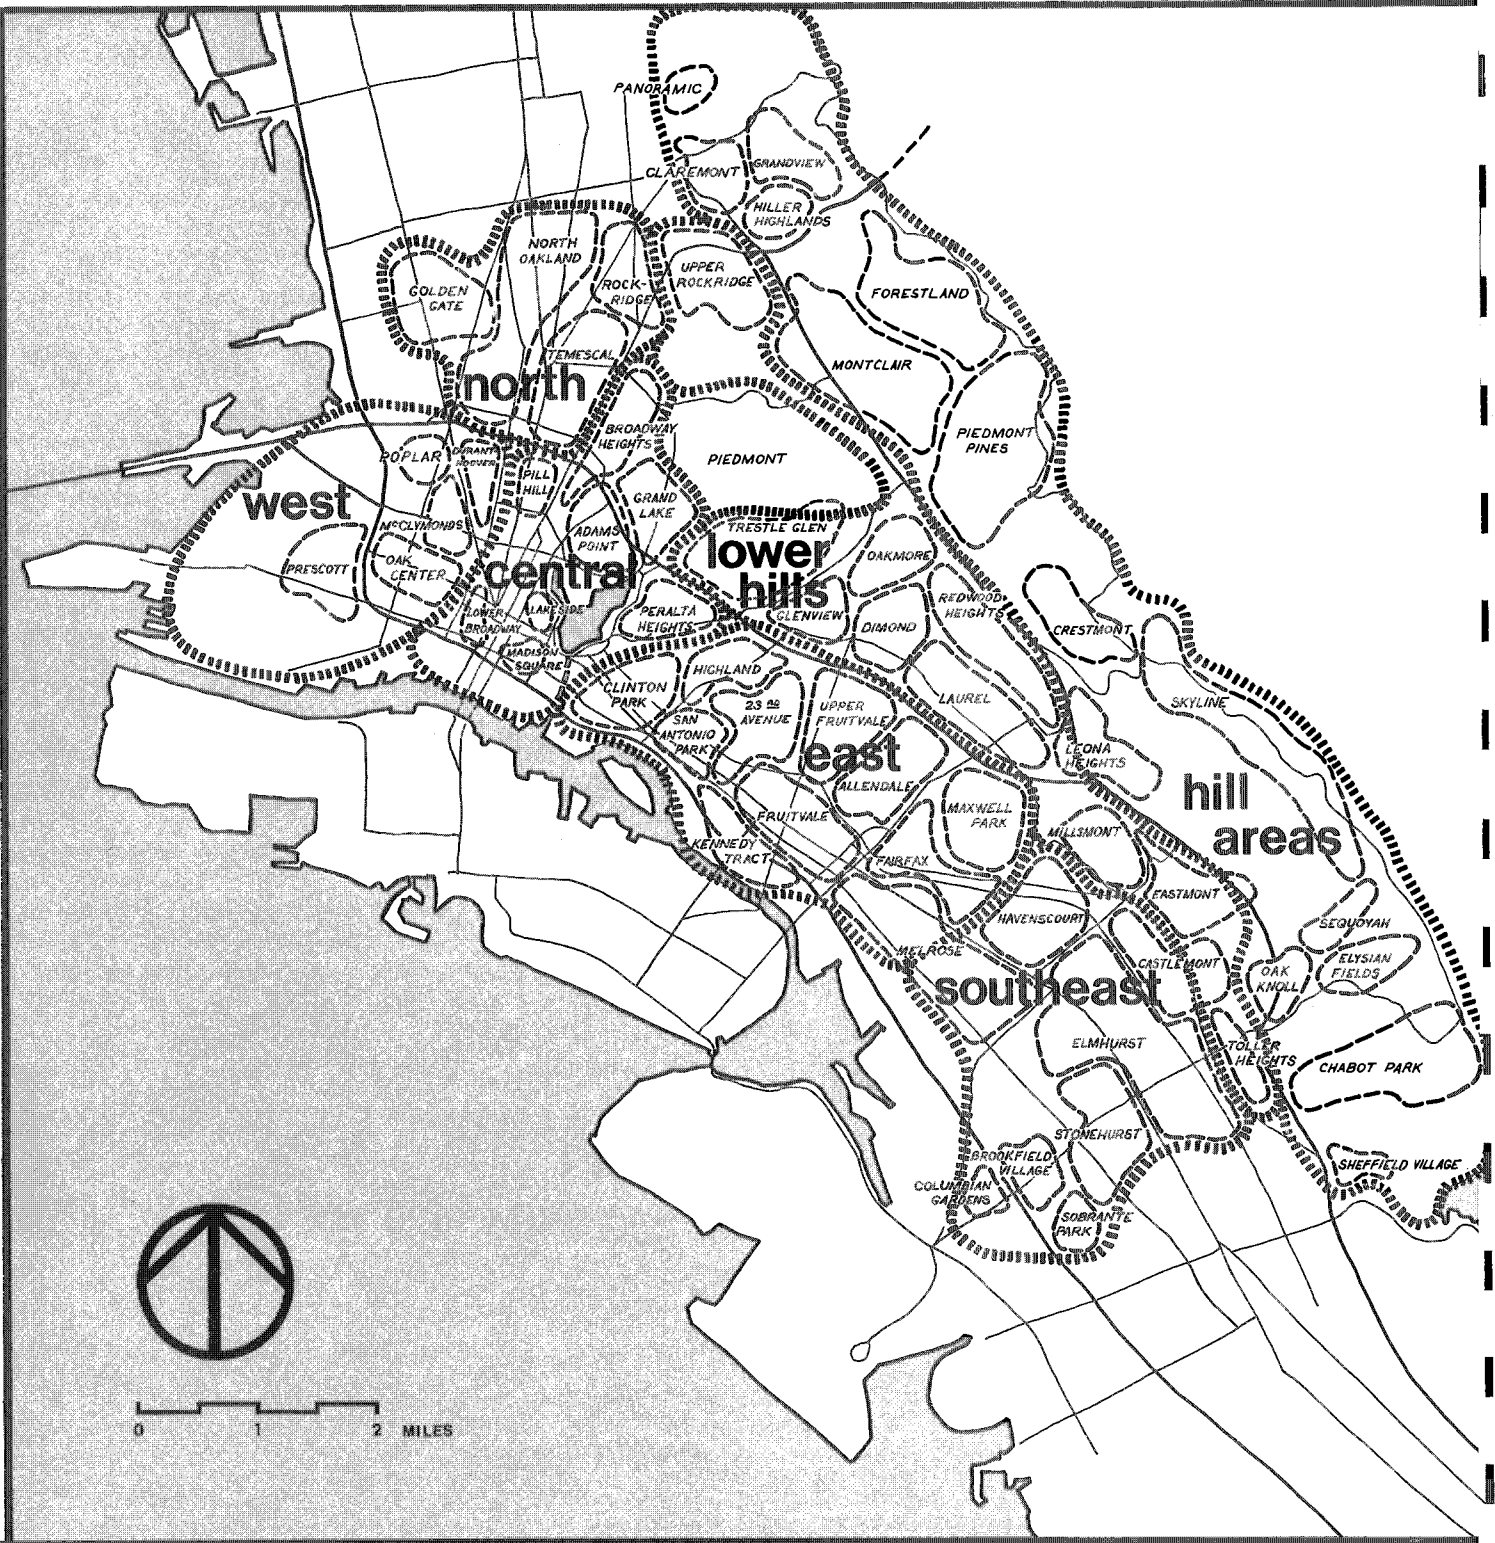 PANORAMIC
CLAREMONT
GRANDVIEW
HILLER
HIGHLANDS
NORTH
OAKLAND
UPPER
ROCKRIDGE
GOLDEN
GATE
ROCK-
RIDGE
FORESTLAND
TEMESCAL
MONTCLAIR
north
BROADWAY
HEIGHTS
PIEDMONT
PINES
POPLAR
DURANT
HOOVER
PIEDMONT
PILL
HILL
west
GRAND
LAKE
McCLYMONDS
ADAMS
POINT
TRESTLE GLEN
lower
hills
OAKMORE
PRESCOTT
OAK
CENTER
central
LOWER
BROADWAY
LAKESIDE
PERALTA
HEIGHTS
GLENVIEW
DIMOND
REDWOOD
HEIGHTS
CRESTMONT
MADISON
SQUARE
HIGHLAND
CLINTON
PARK
LAUREL
SKYLINE
SAN
ANTONIO
PARK
23 RD
AVENUE
UPPER
FRUITVALE
east
LEONA
HEIGHTS
ALLENDALE
hill
areas
FRUITVALE
MAXWELL
PARK
MILLSMONT
KENNEDY
TRACT
FAIRFAX
EASTMONT
HAVENSCOURT
SEQUOYAH
MELROSE
CASTLEMONT
OAK
KNOLL
ELYSIAN
FIELDS
southeast
ELMHURST
TOLLER
HEIGHTS
CHABOT PARK
STONEHURST
BROOKFIELD
VILLAGE
SHEFFIELD VILLAGE
COLUMBIAN
GARDENS
SOBRANTE
PARK
0 1 2 MILES